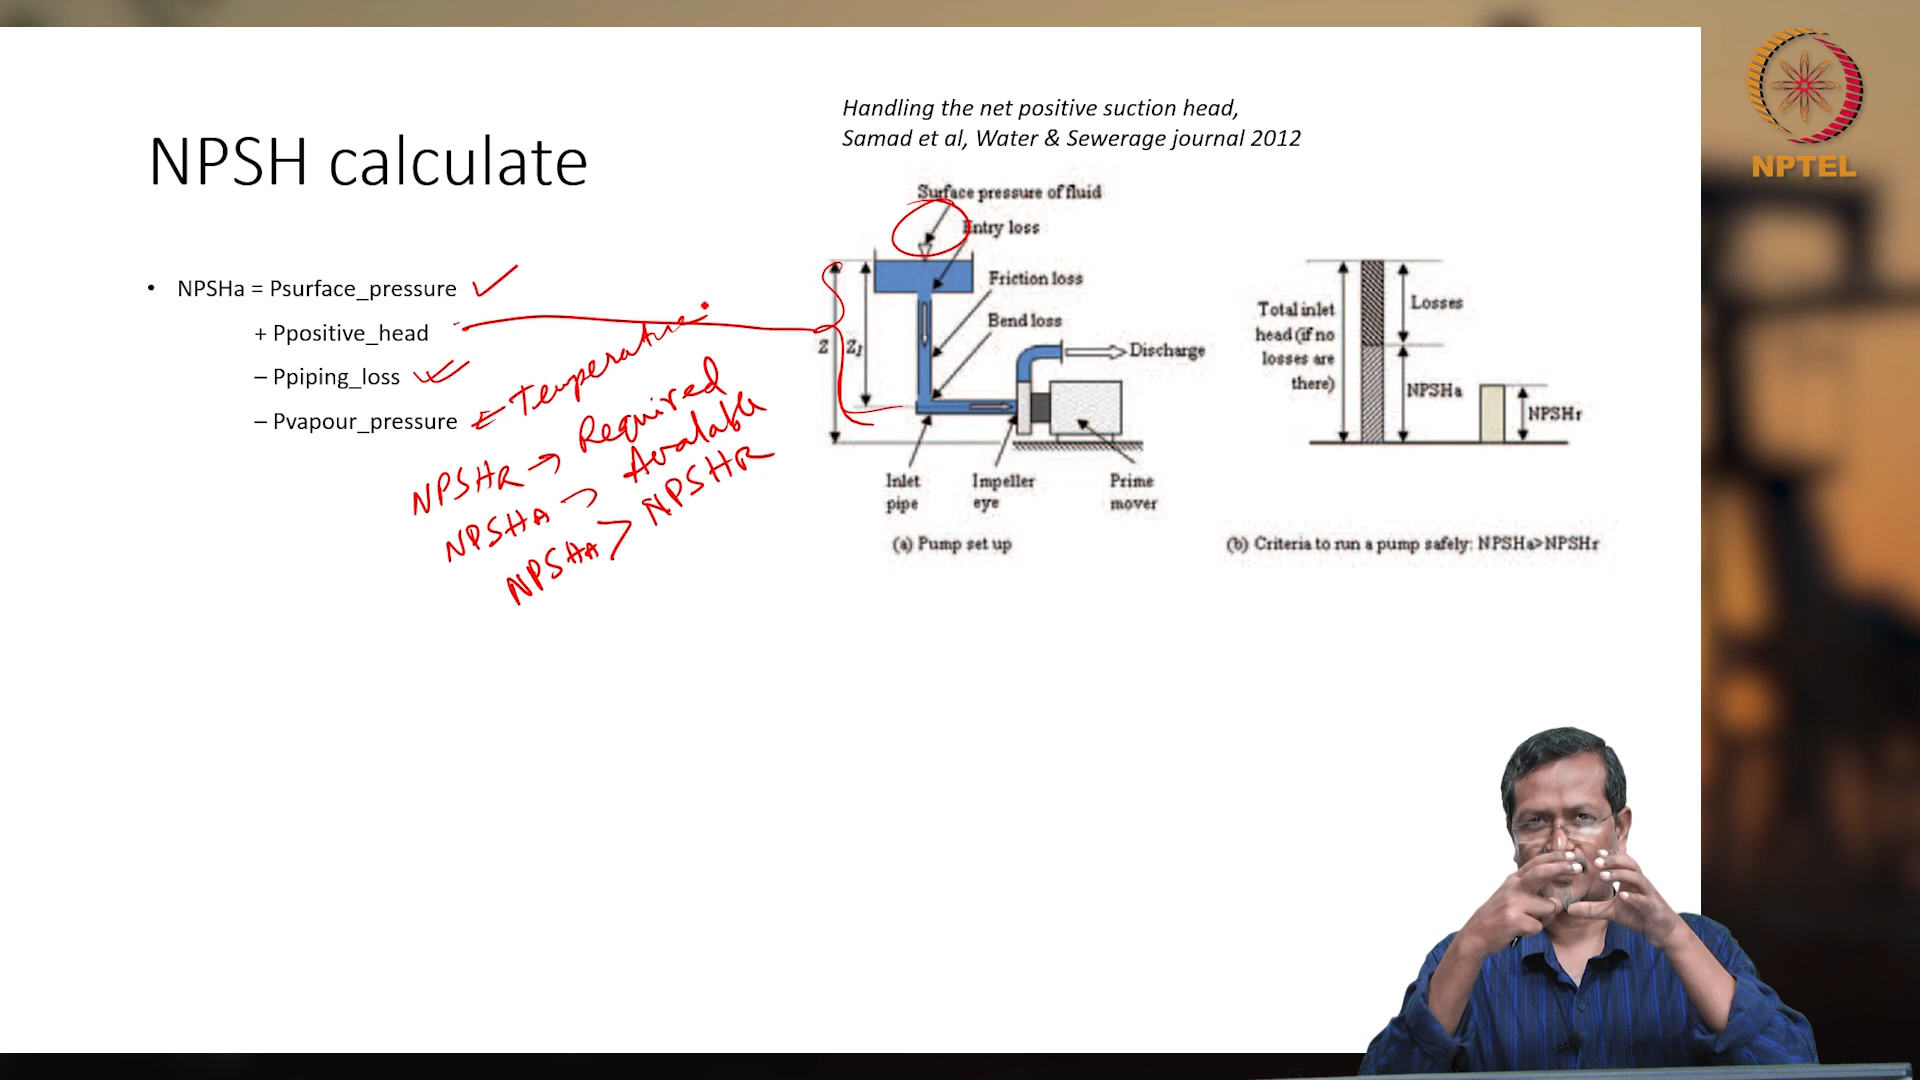 Handling the net positive suction head,
Samad et al, Water & Sewerage journal 2012
NPTEL
NPSH calculate
• NPSHa = Psurface_pressure
+ Ppositive_head
– Ppiping_loss
– Pvapour_pressure
Temperature
NPSHR → Required
NPSHA → Avalable
NPSHA > NPSHR
Surface pressure of fluid
Entry loss
Friction loss
Bend loss
Z
Z1
Discharge
Inlet
pipe
Impeller
eye
Prime
mover
(a) Pump set up
Total inlet
head (if no
losses are
there)
Losses
NPSHa
NPSHr
(b) Criteria to run a pump safely: NPSHa>NPSHr